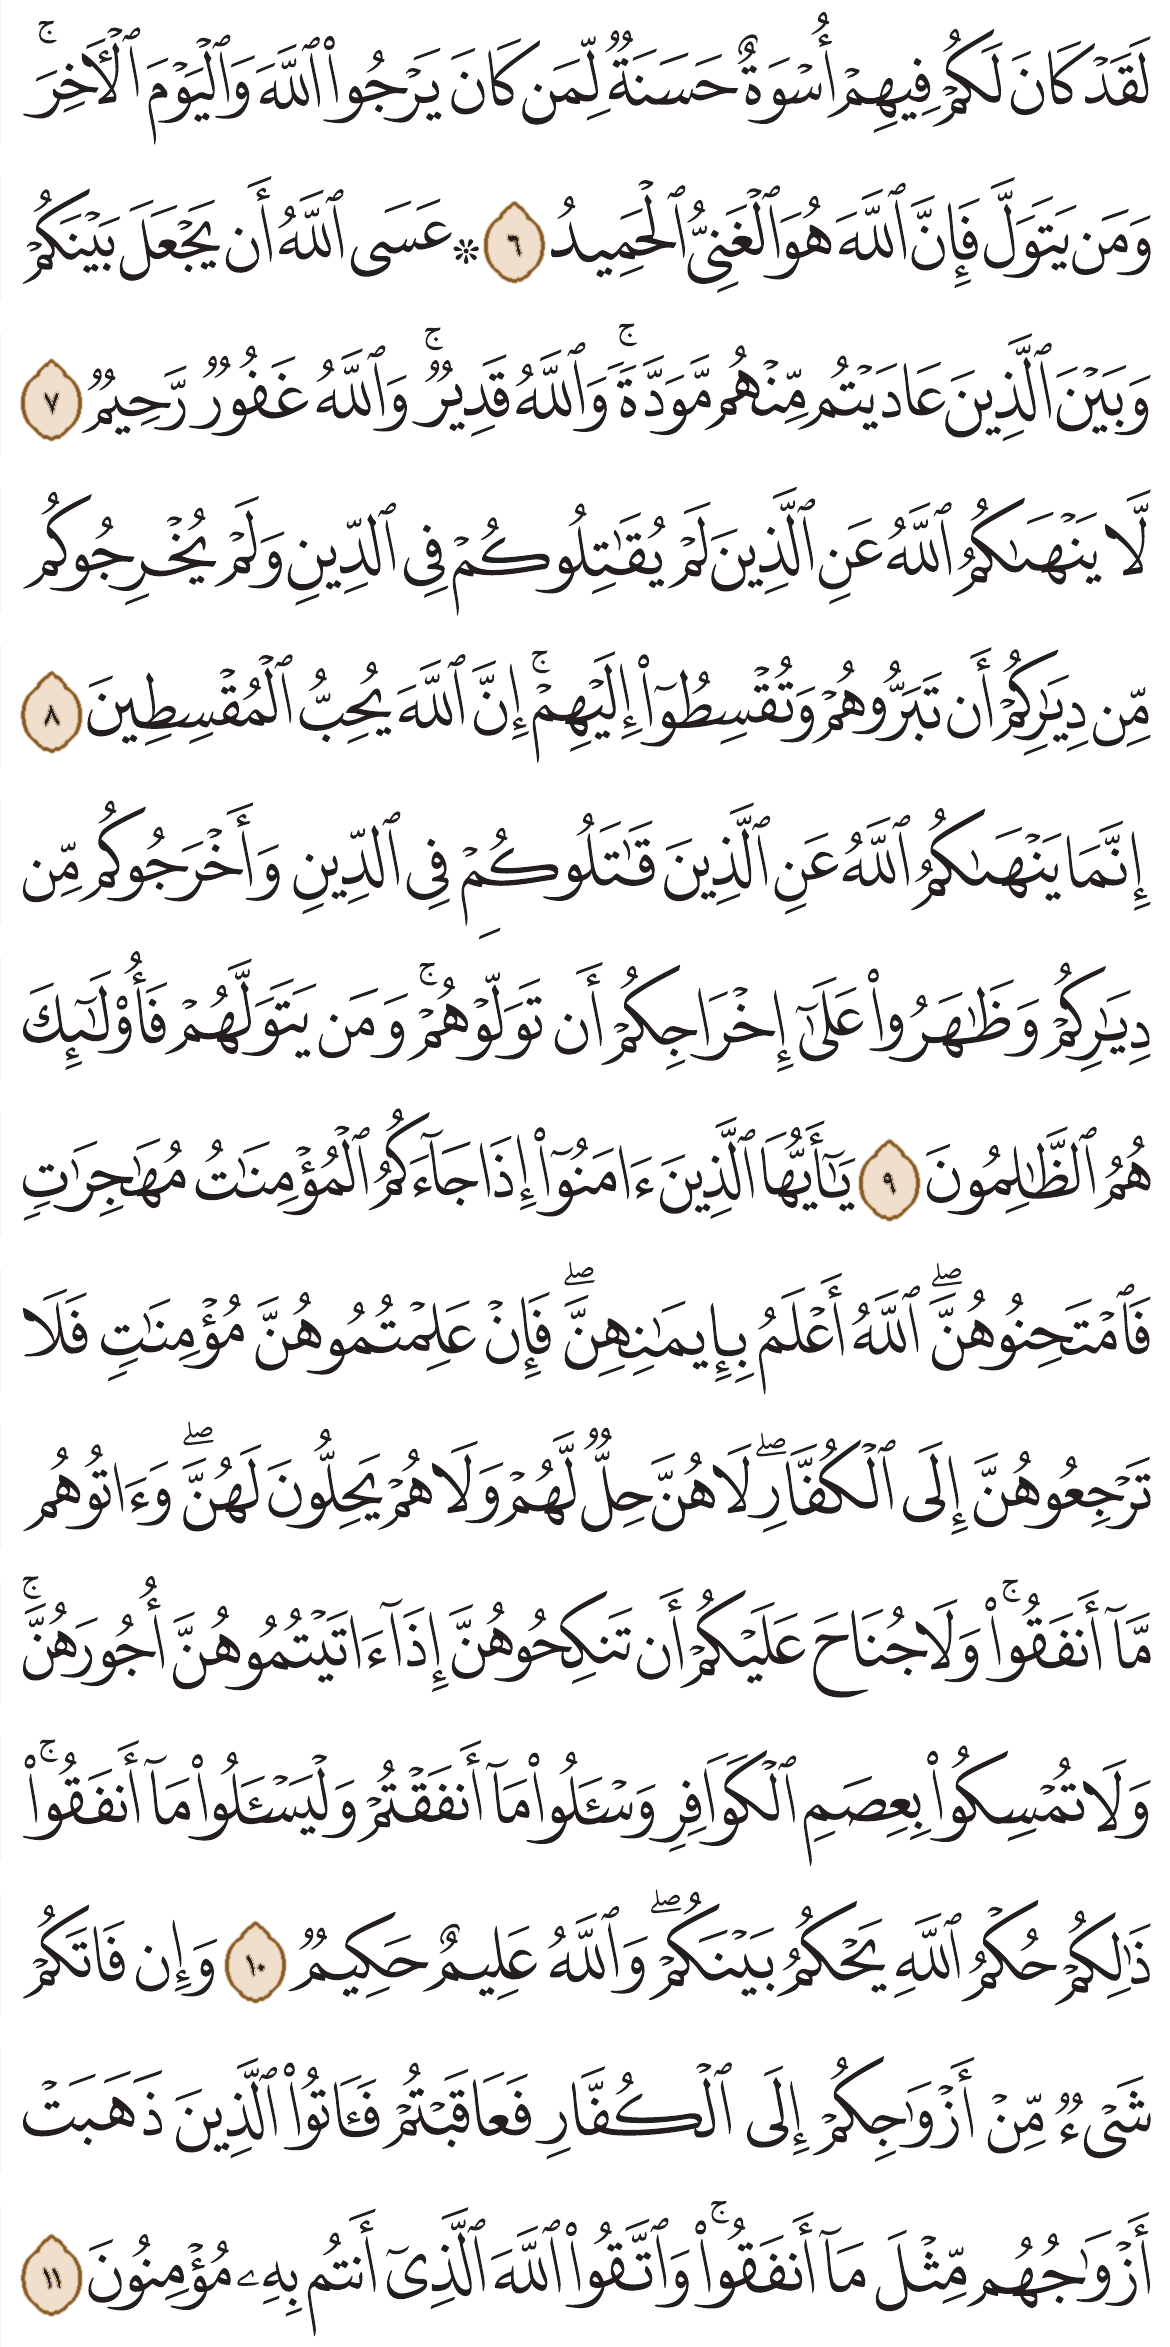 لَقَدۡ كَانَ لَكُمۡ فِيهِمۡ أُسۡوَةٌ حَسَنَةٞ لِّمَن كَانَ يَرۡجُواْ ٱللَّهَ وَٱلۡيَوۡمَ ٱلۡأٓخِرَۚ
وَمَن يَتَوَلَّ فَإِنَّ ٱللَّهَ هُوَ ٱلۡغَنِيُّ ٱلۡحَمِيدُ ٦ ۞ عَسَى ٱللَّهُ أَن يَجۡعَلَ بَيۡنَكُمۡ
وَبَيۡنَ ٱلَّذِينَ عَادَيۡتُم مِّنۡهُم مَّوَدَّةٗۚ وَٱللَّهُ قَدِيرٞۚ وَٱللَّهُ غَفُورٞ رَّحِيمٞ ٧
لَّا يَنۡهَىٰكُمُ ٱللَّهُ عَنِ ٱلَّذِينَ لَمۡ يُقَٰتِلُوكُمۡ فِي ٱلدِّينِ وَلَمۡ يُخۡرِجُوكُم
مِّن دِيَٰرِكُمۡ أَن تَبَرُّوهُمۡ وَتُقۡسِطُوٓاْ إِلَيۡهِمۡۚ إِنَّ ٱللَّهَ يُحِبُّ ٱلۡمُقۡسِطِينَ ٨
إِنَّمَا يَنۡهَىٰكُمُ ٱللَّهُ عَنِ ٱلَّذِينَ قَٰتَلُوكُمۡ فِي ٱلدِّينِ وَأَخۡرَجُوكُم مِّن
دِيَٰرِكُمۡ وَظَٰهَرُواْ عَلَىٰٓ إِخۡرَاجِكُمۡ أَن تَوَلَّوۡهُمۡۚ وَمَن يَتَوَلَّهُمۡ فَأُوْلَٰٓئِكَ
هُمُ ٱلظَّٰلِمُونَ ٩ يَٰٓأَيُّهَا ٱلَّذِينَ ءَامَنُوٓاْ إِذَا جَآءَكُمُ ٱلۡمُؤۡمِنَٰتُ مُهَٰجِرَٰتٖ
فَٱمۡتَحِنُوهُنَّۖ ٱللَّهُ أَعۡلَمُ بِإِيمَٰنِهِنَّۖ فَإِنۡ عَلِمۡتُمُوهُنَّ مُؤۡمِنَٰتٖ فَلَا
تَرۡجِعُوهُنَّ إِلَى ٱلۡكُفَّارِۖ لَا هُنَّ حِلّٞ لَّهُمۡ وَلَا هُمۡ يَحِلُّونَ لَهُنَّۖ وَءَاتُوهُم
مَّآ أَنفَقُواْۚ وَلَا جُنَاحَ عَلَيۡكُمۡ أَن تَنكِحُوهُنَّ إِذَآ ءَاتَيۡتُمُوهُنَّ أُجُورَهُنَّۚ
وَلَا تُمۡسِكُواْ بِعِصَمِ ٱلۡكَوَافِرِ وَسۡـَٔلُواْ مَآ أَنفَقۡتُمۡ وَلۡيَسۡـَٔلُواْ مَآ أَنفَقُواْۚ
ذَٰلِكُمۡ حُكۡمُ ٱللَّهِ يَحۡكُمُ بَيۡنَكُمۡۖ وَٱللَّهُ عَلِيمٌ حَكِيمٞ ١٠ وَإِن فَاتَكُمۡ
شَيۡءٞ مِّنۡ أَزۡوَٰجِكُمۡ إِلَى ٱلۡكُفَّارِ فَعَاقَبۡتُمۡ فَـَٔاتُواْ ٱلَّذِينَ ذَهَبَتۡ
أَزۡوَٰجُهُم مِّثۡلَ مَآ أَنفَقُواْۚ وَٱتَّقُواْ ٱللَّهَ ٱلَّذِيٓ أَنتُم بِهِۦ مُؤۡمِنُونَ ١١